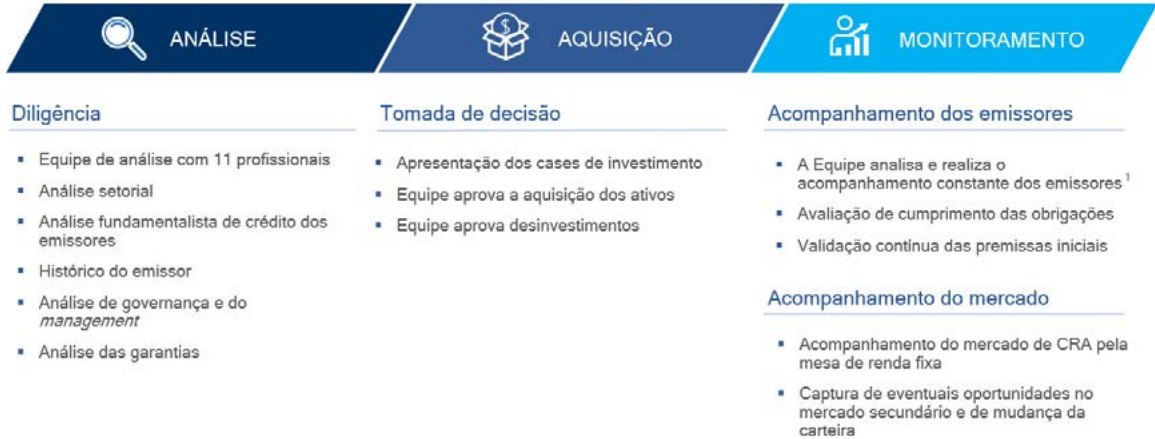 ANÁLISE
AQUISIÇÃO
MONITORAMENTO
Diligência
▪ Equipe de análise com 11 profissionais
▪ Análise setorial
▪ Análise fundamentalista de crédito dos
emissores
▪ Histórico do emissor
▪ Análise de governança e do
management
▪ Análise das garantias
Tomada de decisão
▪ Apresentação dos cases de investimento
▪ Equipe aprova a aquisição dos ativos
▪ Equipe aprova desinvestimentos
Acompanhamento dos emissores
▪ A Equipe analisa e realiza o
acompanhamento constante dos emissores ¹
▪ Avaliação de cumprimento das obrigações
▪ Validação contínua das premissas iniciais
Acompanhamento do mercado
▪ Acompanhamento do mercado de CRA pela
mesa de renda fixa
▪ Captura de eventuais oportunidades no
mercado secundário e de mudança da
carteira